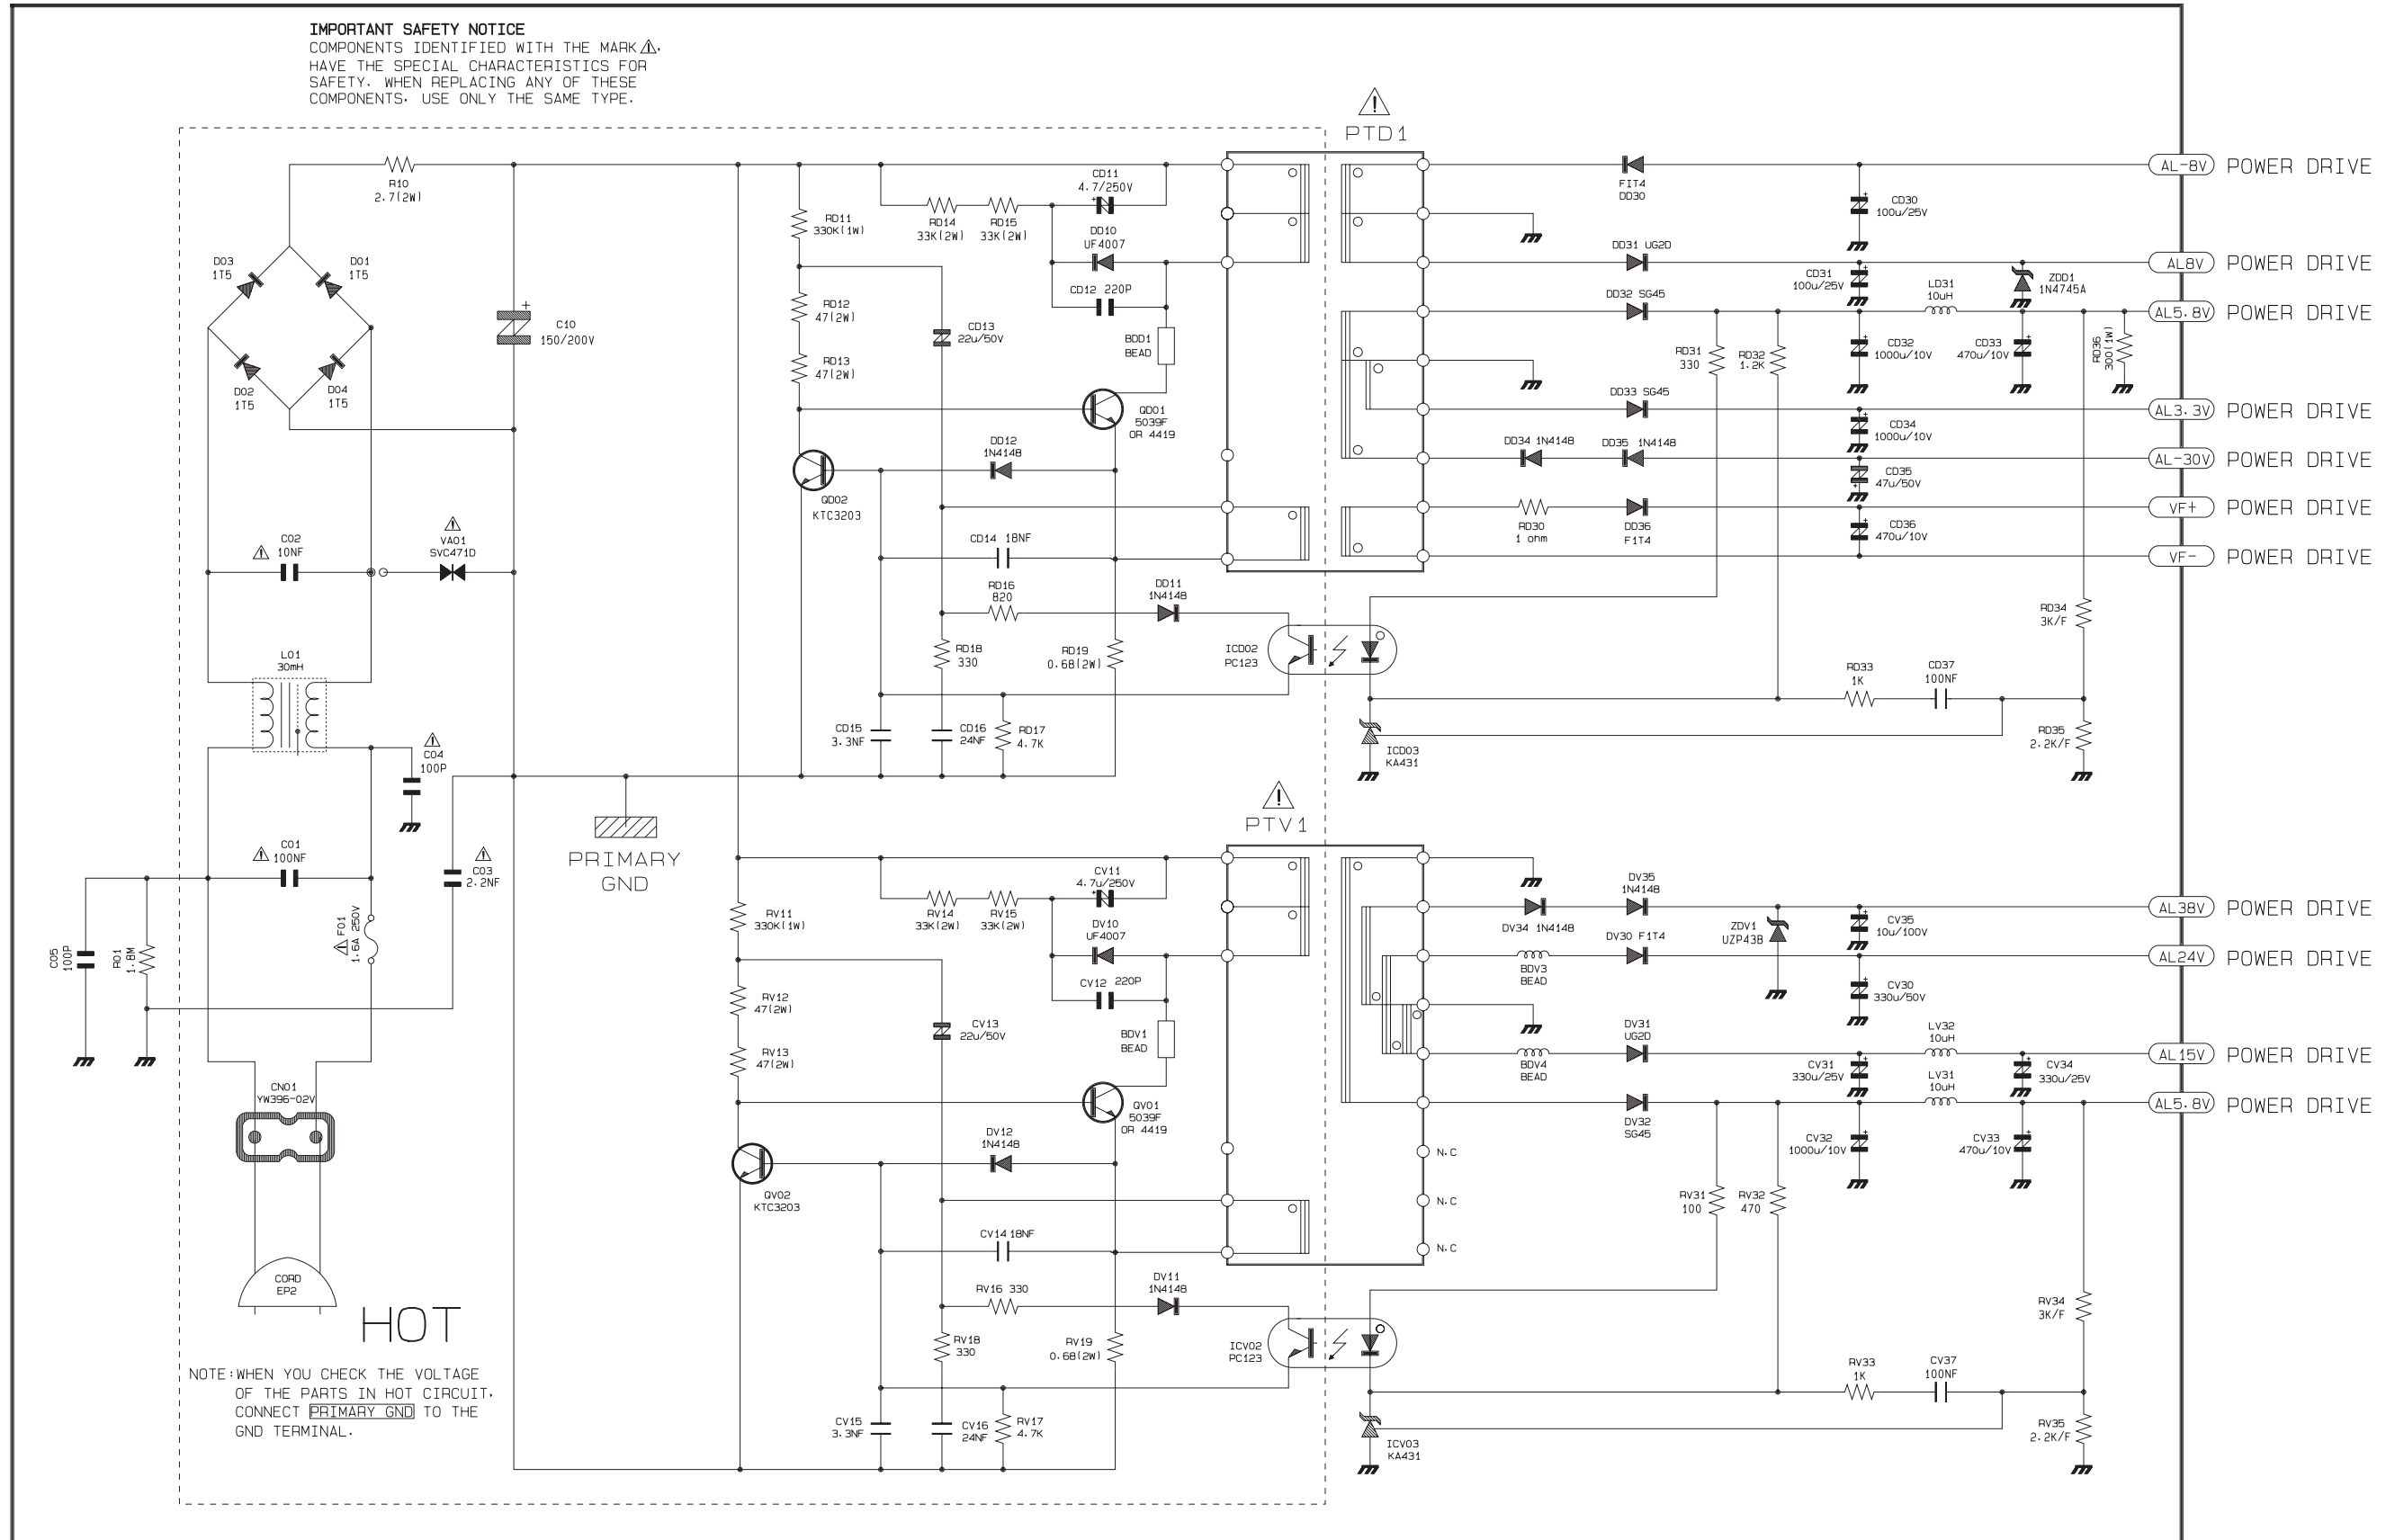 IMPORTANT SAFETY NOTICE
COMPONENTS IDENTIFIED WITH THE MARK ⚠.
HAVE THE SPECIAL CHARACTERISTICS FOR
SAFETY. WHEN REPLACING ANY OF THESE
COMPONENTS. USE ONLY THE SAME TYPE.
PTD1
R10
2.7(2W)
D03
1T5
D01
1T5
D02
1T5
D04
1T5
C10
150/200V
C02
10NF
VA01
SVC471D
L01
30mH
C04
100P
C01
100NF
C03
2.2NF
C05
100P
R01
1.8M
F01
1.6A 250V
CN01
YW396-02V
CORD
EP2
HOT
NOTE:WHEN YOU CHECK THE VOLTAGE
OF THE PARTS IN HOT CIRCUIT.
CONNECT PRIMARY GND TO THE
GND TERMINAL.
PRIMARY
GND
RD11
330K(1W)
RD12
47(2W)
RD13
47(2W)
RD14
33K(2W)
RD15
33K(2W)
CD11
4.7/250V
DD10
UF4007
CD12 220P
CD13
22u/50V
BDD1
BEAD
QD01
5039F
OR 4419
DD12
1N4148
QD02
KTC3203
CD14 18NF
RD16
820
DD11
1N4148
RD18
330
RD19
0.68(2W)
ICD02
PC123
CD15
3.3NF
CD16
24NF
RD17
4.7K
ICD03
KA431
FIT4
DD30
CD30
100u/25V
DD31 UG2D
CD31
100u/25V
ZDD1
1N4745A
DD32 SG45
LD31
10uH
RD31
330
RD32
1.2K
CD32
1000u/10V
CD33
470u/10V
RD36
300(1W)
DD33 SG45
CD34
1000u/10V
DD34 1N4148
DD35 1N4148
CD35
47u/50V
RD30
1 ohm
DD36
F1T4
CD36
470u/10V
RD34
3K/F
RD33
1K
CD37
100NF
RD35
2.2K/F
AL-8V POWER DRIVE
AL8V POWER DRIVE
AL5.8V POWER DRIVE
AL3.3V POWER DRIVE
AL-30V POWER DRIVE
VF+ POWER DRIVE
VF- POWER DRIVE
PTV1
RV11
330K(1W)
RV12
47(2W)
RV13
47(2W)
RV14
33K(2W)
RV15
33K(2W)
CV11
4.7u/250V
DV10
UF4007
CV12 220P
CV13
22u/50V
BDV1
BEAD
QV01
5039F
OR 4419
DV12
1N4148
QV02
KTC3203
CV14 18NF
RV16 330
DV11
1N4148
RV18
330
RV19
0.68(2W)
ICV02
PC123
CV15
3.3NF
CV16
24NF
RV17
4.7K
ICV03
KA431
DV35
1N4148
DV34 1N4148
ZDV1
UZP43B
CV35
10u/100V
DV30 F1T4
BDV3
BEAD
CV30
330u/50V
DV31
UG2D
BDV4
BEAD
LV32
10uH
CV31
330u/25V
CV34
330u/25V
LV31
10uH
DV32
SG45
CV32
1000u/10V
CV33
470u/10V
N.C
N.C
N.C
RV31
100
RV32
470
RV34
3K/F
RV33
1K
CV37
100NF
RV35
2.2K/F
AL38V POWER DRIVE
AL24V POWER DRIVE
AL15V POWER DRIVE
AL5.8V POWER DRIVE